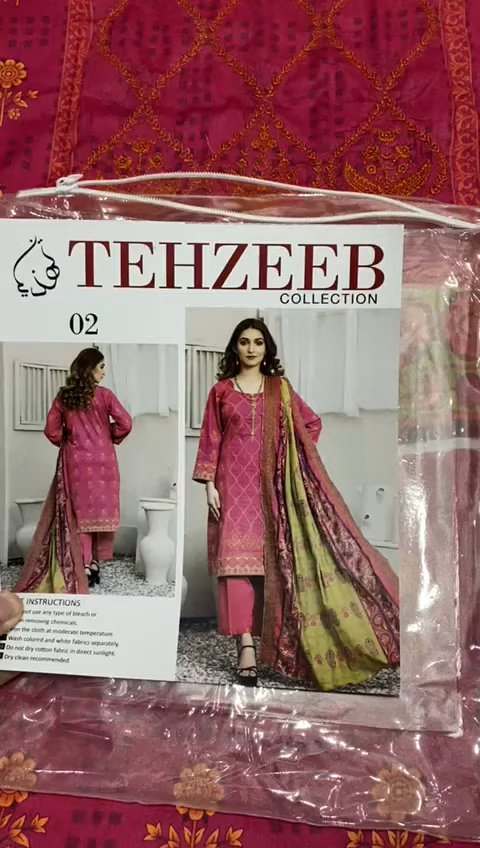 تہذیب
TEHZEEB
COLLECTION
02
INSTRUCTIONS
use any type of bleach or
removing chemicals.
the cloth at moderate temperature.
Wash colored and white fabrics separately.
Do not dry cotton fabric in direct sunlight.
Dry clean recommended.